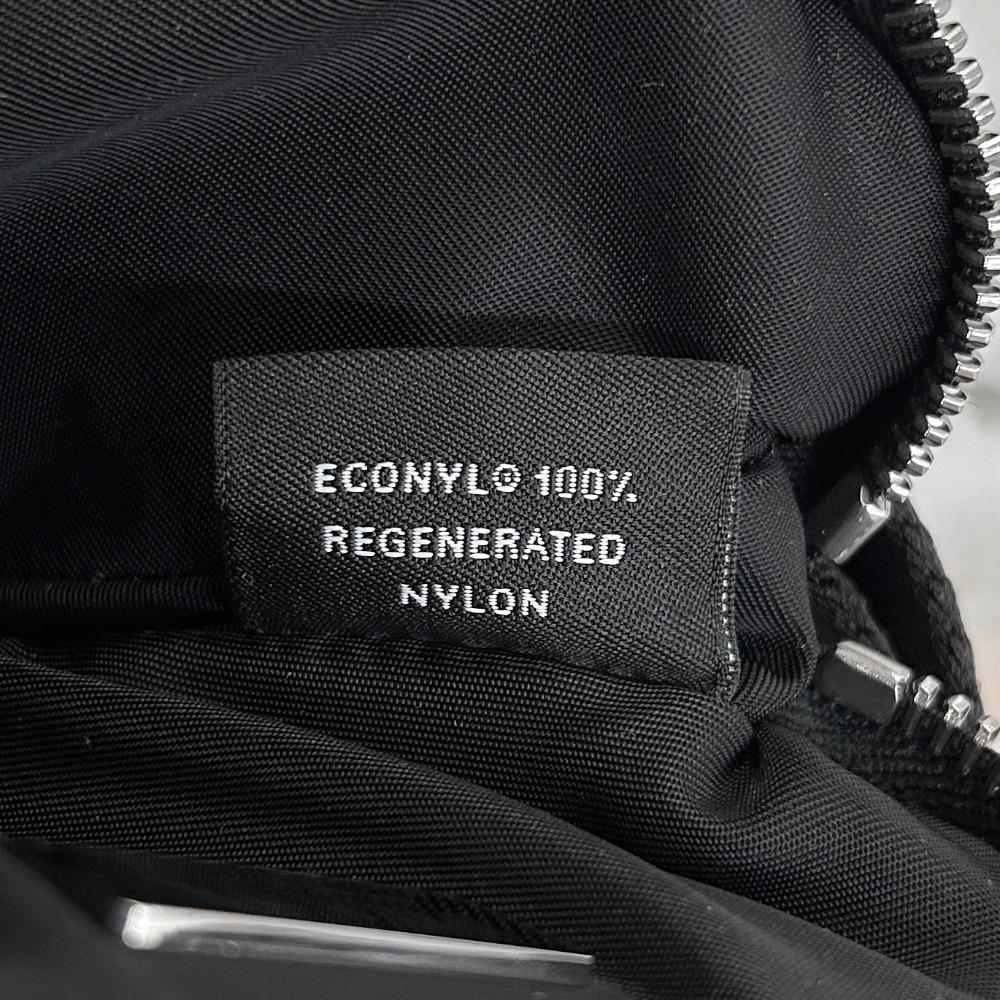 ECONYL® 100%
REGENERATED
NYLON